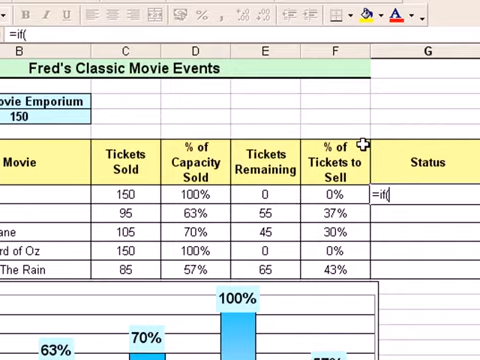 B I U
A
=if(
B C D E F G
Fred's Classic Movie Events
ovie Emporium
150
Movie
Tickets Sold
% of Capacity Sold
Tickets Remaining
% of Tickets to Sell
Status
150 100% 0 0% =if(
95 63% 55 37%
ane 105 70% 45 30%
rd of Oz 150 100% 0 0%
The Rain 85 57% 65 43%
100%
70%
63%